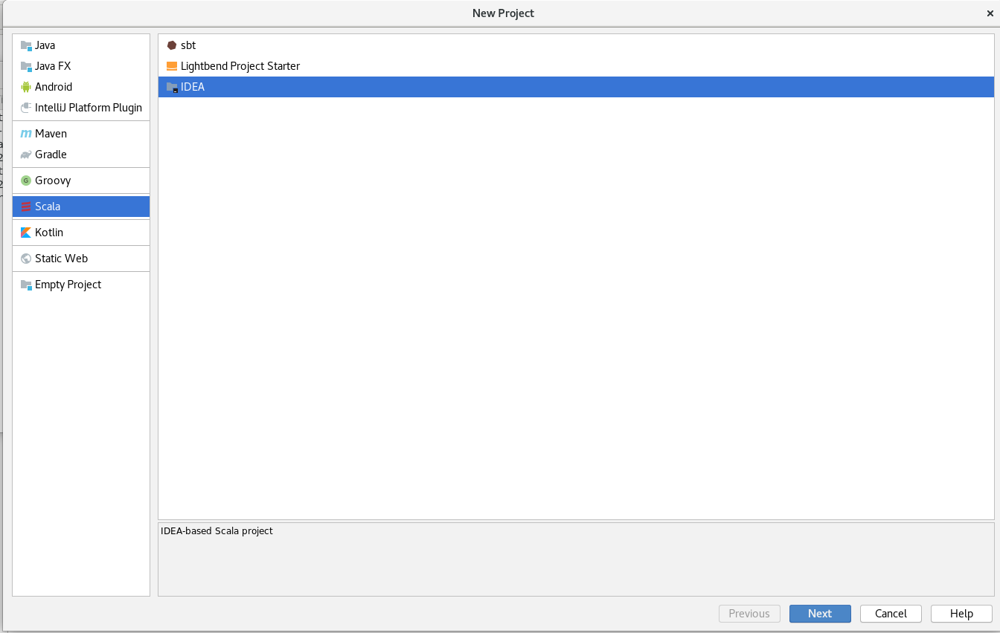 New Project
Java
Java FX
Android
IntelliJ Platform Plugin
Maven
Gradle
Groovy
Scala
Kotlin
Static Web
Empty Project
sbt
Lightbend Project Starter
IDEA
IDEA-based Scala project
Previous
Next
Cancel
Help